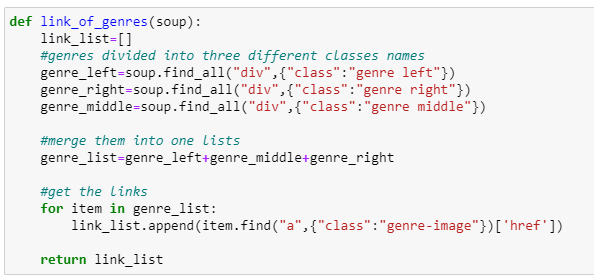 def link_of_genres(soup):
    link_list=[]
    #genres divided into three different classes names
    genre_left=soup.find_all("div",{"class":"genre left"})
    genre_right=soup.find_all("div",{"class":"genre right"})
    genre_middle=soup.find_all("div",{"class":"genre middle"})

    #merge them into one lists
    genre_list=genre_left+genre_middle+genre_right

    #get the links
    for item in genre_list:
        link_list.append(item.find("a",{"class":"genre-image"})['href'])

    return link_list